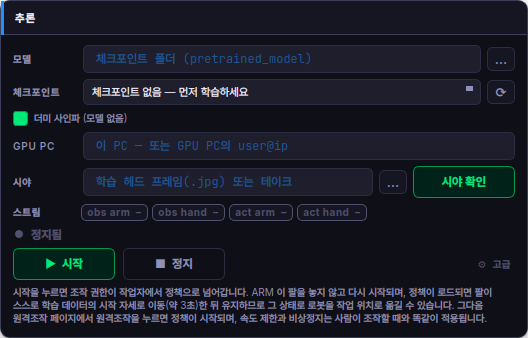 추론
모델 체크포인트 폴더 (pretrained_model) ...
체크포인트 체크포인트 없음 — 먼저 학습하세요 ⟳
더미 사인파 (모델 없음)
GPU PC 이 PC — 또는 GPU PC의 user@ip
시야 학습 헤드 프레임(.jpg) 또는 테이크 ... 시야 확인
스트림 obs arm – obs hand – act arm – act hand –
● 정지됨
▶ 시작 ■ 정지 ⚙ 고급
시작을 누르면 조작 권한이 작업자에서 정책으로 넘어갑니다. ARM 이 팔을 놓지 않고 다시 시작되며, 정책이 로드되면 팔이
스스로 학습 데이터의 시작 자세로 이동(약 3초)한 뒤 유지하므로 그 상태로 로봇을 작업 위치로 옮길 수 있습니다. 그다음
원격조작 페이지에서 원격조작을 누르면 정책이 시작되며, 속도 제한과 비상정지는 사람이 조작할 때와 똑같이 적용됩니다.